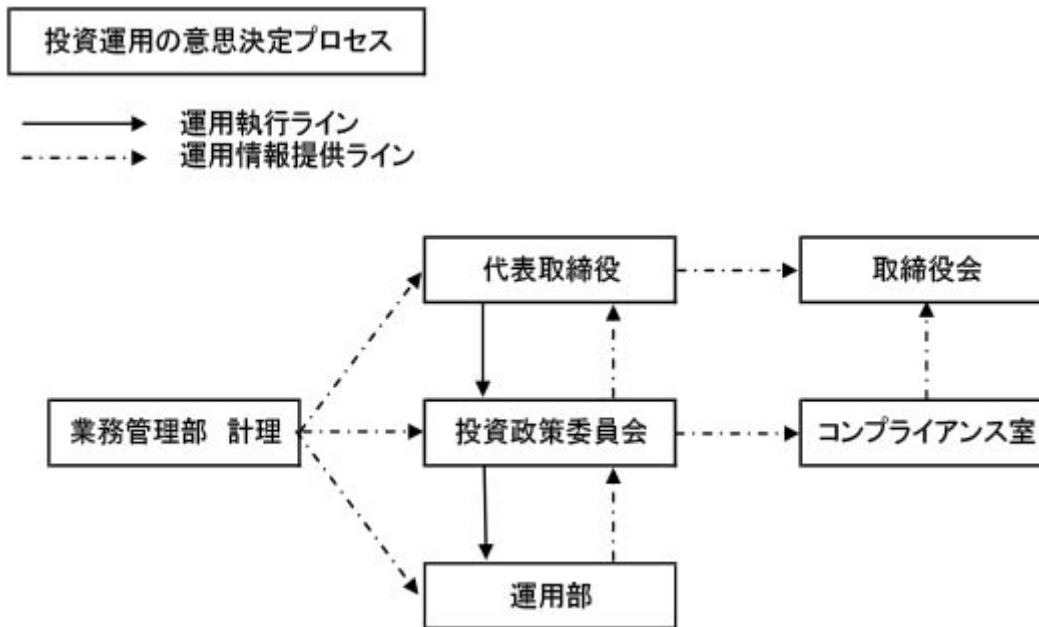 投資運用の意思決定プロセス
運用執行ライン
運用情報提供ライン
代表取締役
取締役会
業務管理部　計理
投資政策委員会
コンプライアンス室
運用部